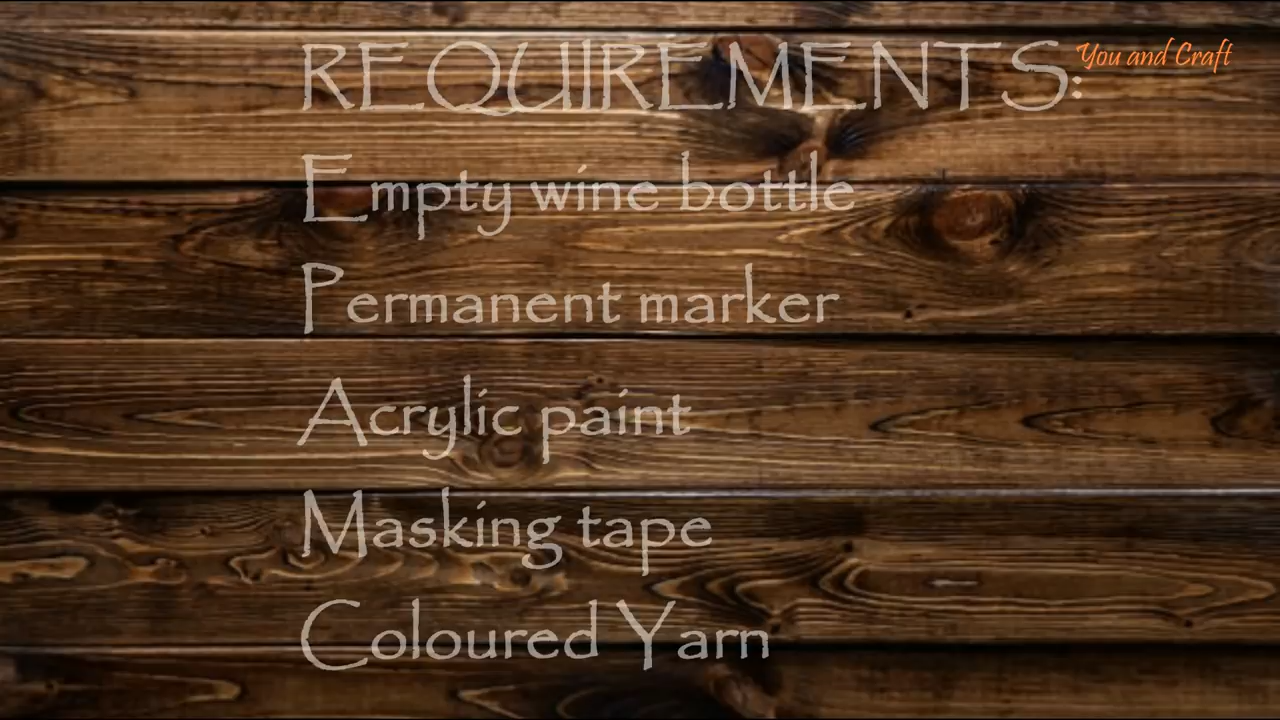 REQUIREMENTS:
You and Craft
Empty wine bottle
Permanent marker
Acrylic paint
Masking tape
Coloured Yarn